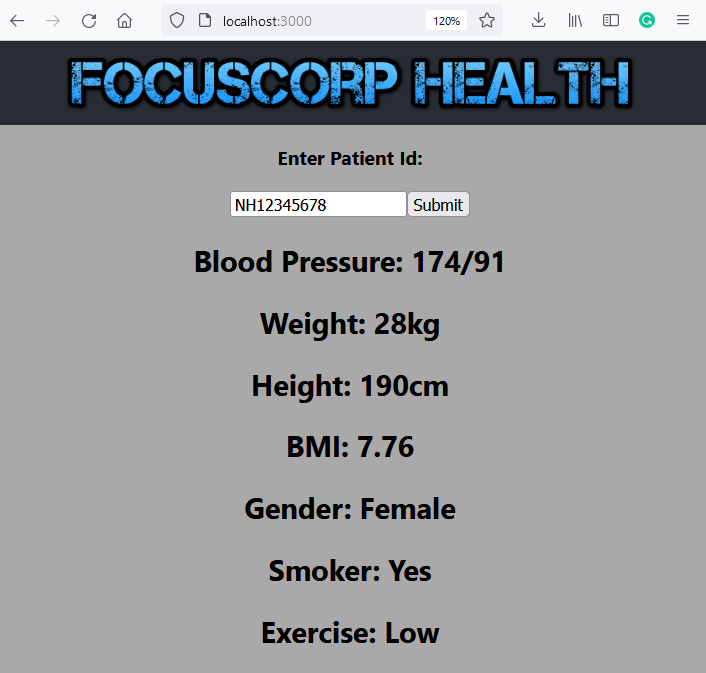 localhost:3000
120%
FOCUSCORP HEALTH
Enter Patient Id:
NH12345678 Submit
Blood Pressure: 174/91
Weight: 28kg
Height: 190cm
BMI: 7.76
Gender: Female
Smoker: Yes
Exercise: Low